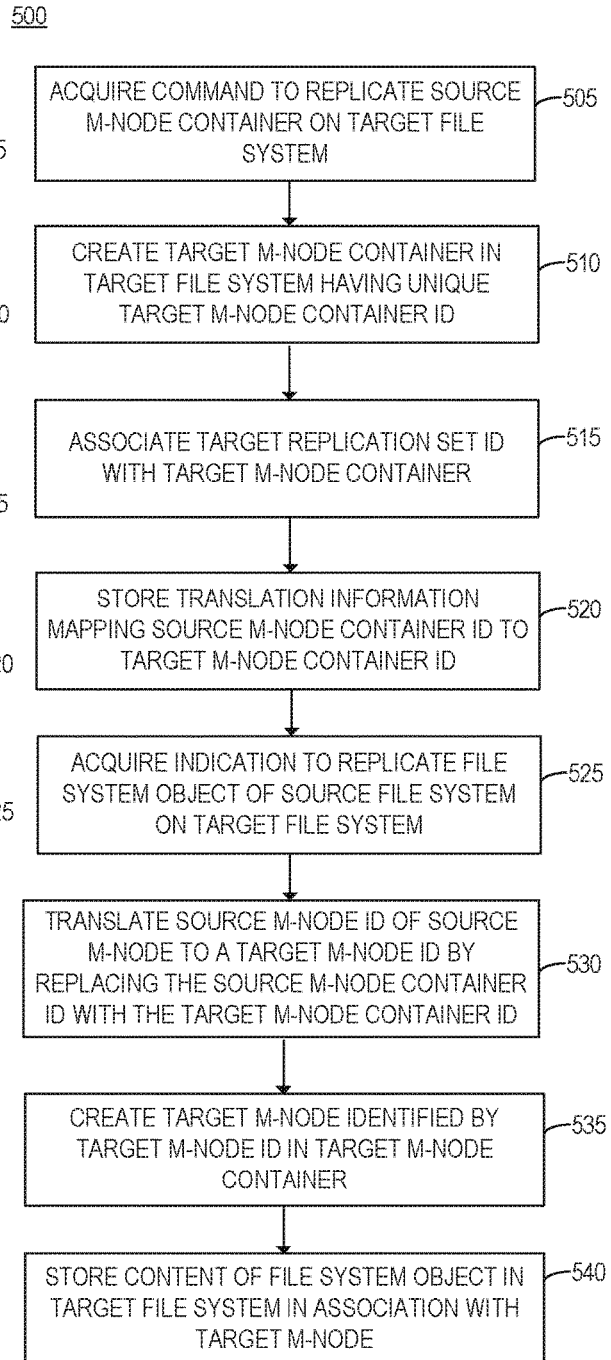 500
ACQUIRE COMMAND TO REPLICATE SOURCE
M-NODE CONTAINER ON TARGET FILE
SYSTEM
505
5
CREATE TARGET M-NODE CONTAINER IN
TARGET FILE SYSTEM HAVING UNIQUE
TARGET M-NODE CONTAINER ID
510
0
ASSOCIATE TARGET REPLICATION SET ID
WITH TARGET M-NODE CONTAINER
515
5
STORE TRANSLATION INFORMATION
MAPPING SOURCE M-NODE CONTAINER ID TO
TARGET M-NODE CONTAINER ID
520
20
ACQUIRE INDICATION TO REPLICATE FILE
SYSTEM OBJECT OF SOURCE FILE SYSTEM
ON TARGET FILE SYSTEM
525
25
TRANSLATE SOURCE M-NODE ID OF SOURCE
M-NODE TO A TARGET M-NODE ID BY
REPLACING THE SOURCE M-NODE CONTAINER
ID WITH THE TARGET M-NODE CONTAINER ID
530
CREATE TARGET M-NODE IDENTIFIED BY
TARGET M-NODE ID IN TARGET M-NODE
CONTAINER
535
STORE CONTENT OF FILE SYSTEM OBJECT IN
TARGET FILE SYSTEM IN ASSOCIATION WITH
TARGET M-NODE
540